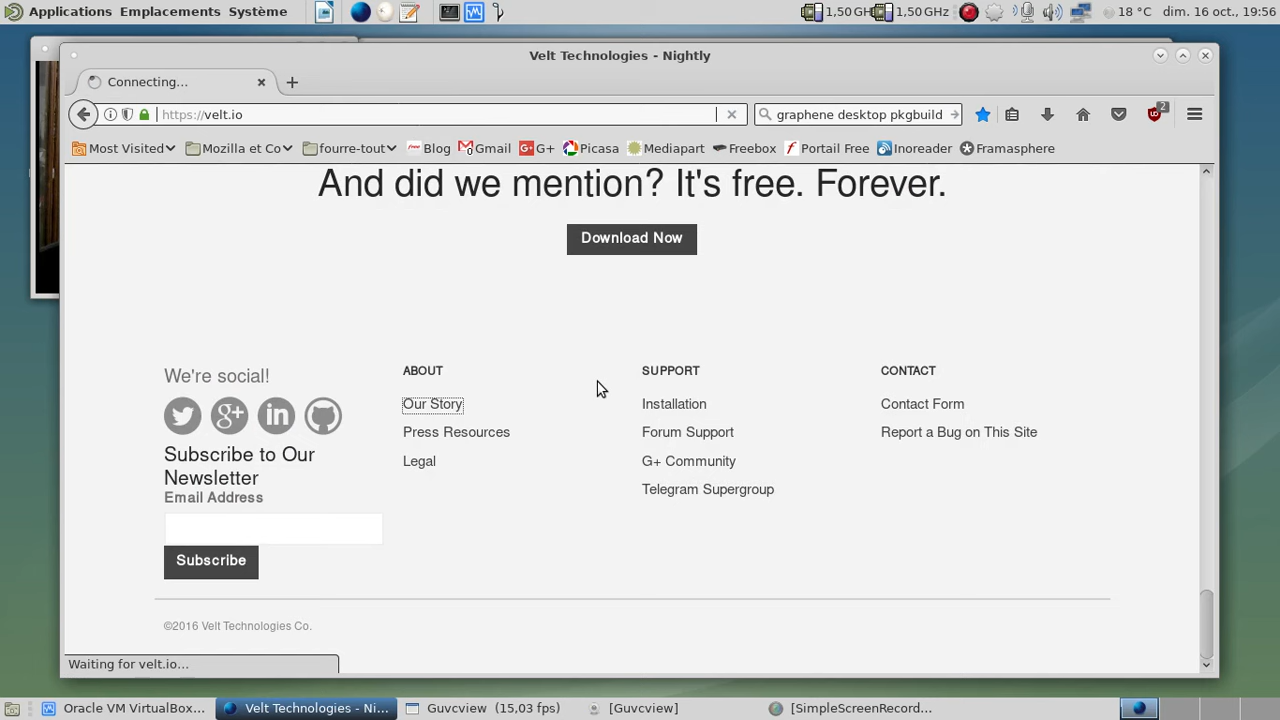 Applications Emplacements Système
1,50 GH 1,50 GHz 18 °C dim. 16 oct., 19:56
Velt Technologies - Nightly
Connecting...
https://velt.io
graphene desktop pkgbuild
2
Most Visited Mozilla et Co fourre-tout Blog Gmail G+ Picasa Mediapart Freebox Portail Free Inoreader Framasphere
And did we mention? It's free. Forever.
Download Now
We're social!
Subscribe to Our
Newsletter
Email Address
Subscribe
ABOUT
Our Story
Press Resources
Legal
SUPPORT
Installation
Forum Support
G+ Community
Telegram Supergroup
CONTACT
Contact Form
Report a Bug on This Site
©2016 Velt Technologies Co.
Waiting for velt.io...
Oracle VM VirtualBox... Velt Technologies - Ni... Guvcview (15,03 fps) [Guvcview] [SimpleScreenRecord...